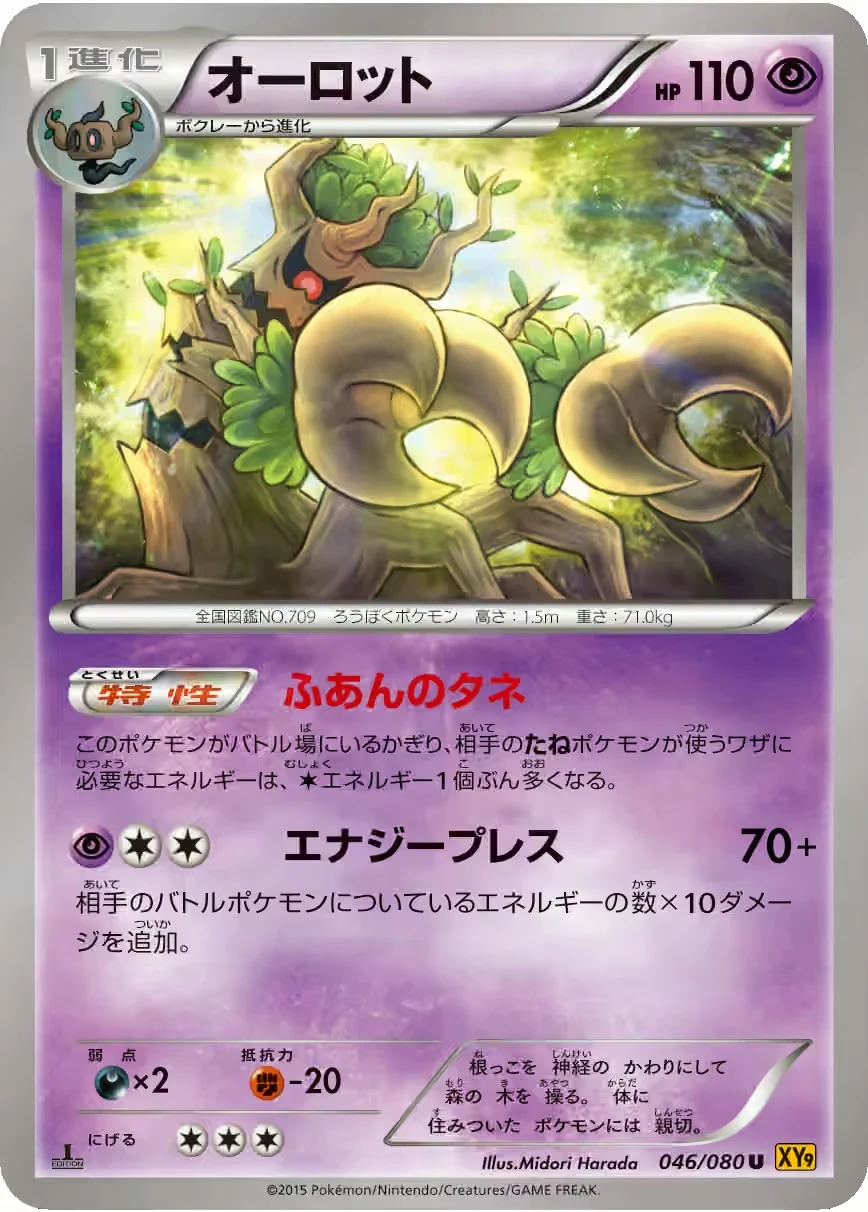 1進化
オーロット
HP 110
ボクレーから進化
全国図鑑NO.709 ろうぼくポケモン 高さ:1.5m 重さ:71.0kg
とくせい
特性 ふあんのタネ
このポケモンがバトル場にいるかぎり、相手のたねポケモンが使うワザに
必要なエネルギーは、エネルギー1個ぶん多くなる。
エナジープレス 70+
相手のバトルポケモンについているエネルギーの数×10ダメー
ジを追加。
弱点 抵抗力
×2 -20
にげる
根っこを 神経の かわりにして
森の 木を 操る。 体に
住みついた ポケモンには 親切。
1 EDITION
Illus.Midori Harada 046/080 U XY9
©2015 Pokémon/Nintendo/Creatures/GAME FREAK.